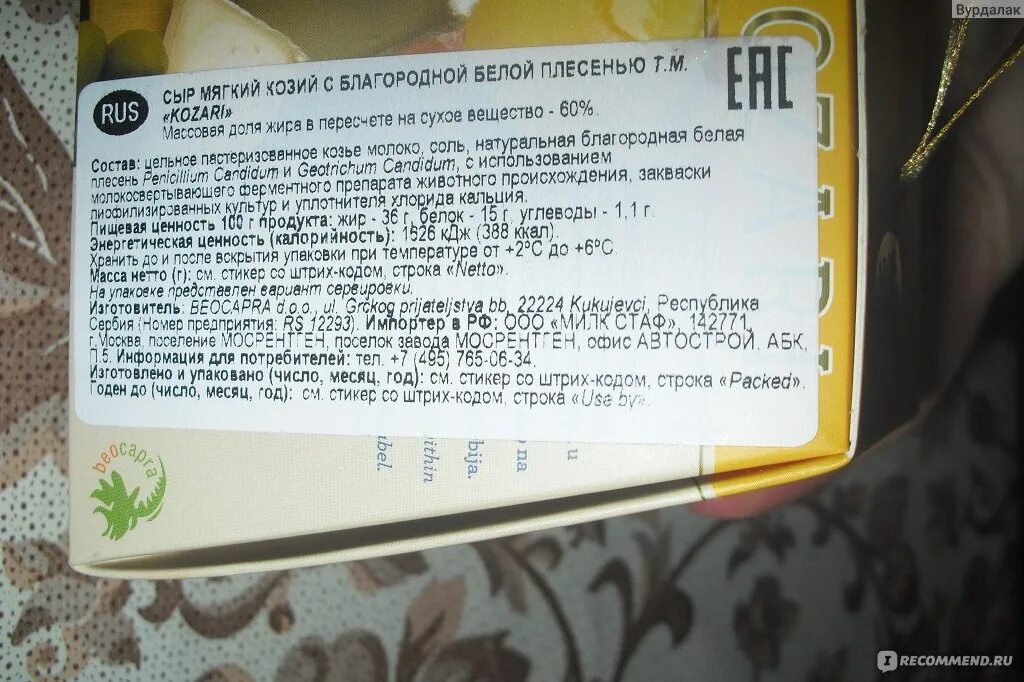 Вурдалак
RUS
СЫР МЯГКИЙ КОЗИЙ С БЛАГОРОДНОЙ БЕЛОЙ ПЛЕСЕНЬЮ Т.М.
«KOZARI»
EAC
Массовая доля жира в пересчете на сухое вещество - 60%.
Состав: цельное пастеризованное козье молоко, соль, натуральная благородная белая
плесень Penicillium Candidum и Geotrichum Candidum, с использованием
молокосвертывающего ферментного препарата животного происхождения, закваски
лиофилизированных культур и уплотнителя хлорида кальция.
Пищевая ценность 100 г продукта: жир - 36 г, белок - 15 г, углеводы - 1,1 г.
Энергетическая ценность (калорийность): 1526 кДж (388 ккал).
Хранить до и после вскрытия упаковки при температуре от +2°C до +6°C.
Масса нетто (г): см. стикер со штрих-кодом, строка «Netto».
На упаковке представлен вариант сервировки.
Изготовитель: BEOCAPRA d.o.o., ul. Grčkog prijateljstva bb, 22224 Kukujevci, Республика
Сербия (Номер предприятия: RS 12293). Импортер в РФ: ООО «МИЛК СТАФ», 142771,
г.Москва, поселение МОСРЕНТГЕН, поселок завода МОСРЕНТГЕН, офис АВТОСТРОЙ, АБК,
П.5. Информация для потребителей: тел. +7 (495) 765-06-34.
Изготовлено и упаковано (число, месяц, год): см. стикер со штрих-кодом, строка «Packed».
Годен до (число, месяц, год): см. стикер со штрих-кодом, строка «Use by».
beocapra
abel.
within
bija.
na
u
IRECOMMEND.RU